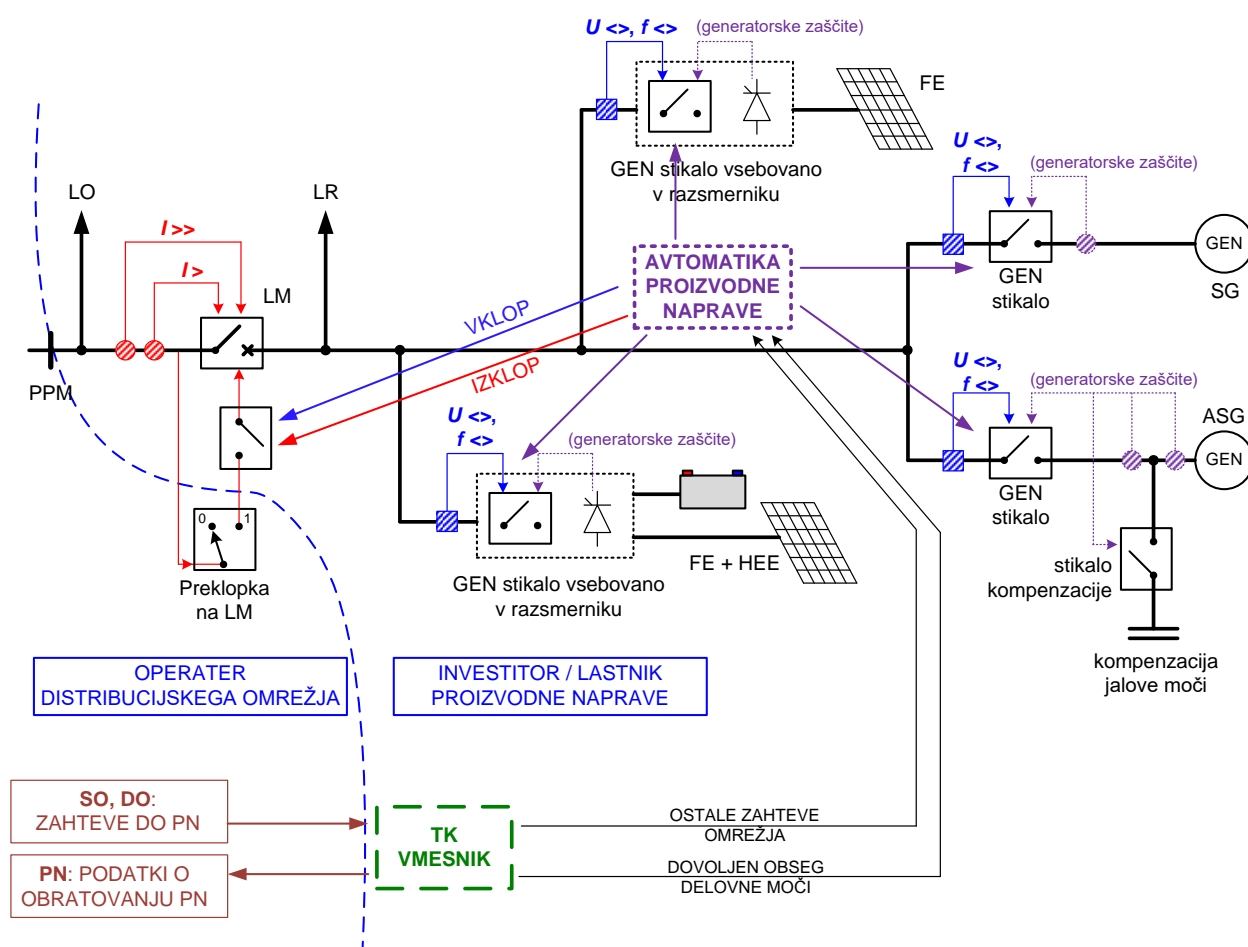 U <>, f <>
(generatorske zaščite)
FE
GEN stikalo vsebovano
v razsmerniku
U <>,
f <>
(generatorske zaščite)
GEN
SG
GEN
stikalo
LO
LR
I >>
I >
LM
PPM
AVTOMATIKA
PROIZVODNE
NAPRAVE
VKLOP
IZKLOP
U <>,
f <>
(generatorske zaščite)
ASG
GEN
GEN
stikalo
U <>,
f <>
(generatorske zaščite)
0
1
Preklopka
na LM
FE + HEE
GEN stikalo vsebovano
v razsmerniku
stikalo
kompenzacije
kompenzacija
jalove moči
OPERATER
DISTRIBUCIJSKEGA OMREŽJA
INVESTITOR / LASTNIK
PROIZVODNE NAPRAVE
SO, DO:
ZAHTEVE DO PN
PN: PODATKI O
OBRATOVANJU PN
TK
VMESNIK
OSTALE ZAHTEVE
OMREŽJA
DOVOLJEN OBSEG
DELOVNE MOČI